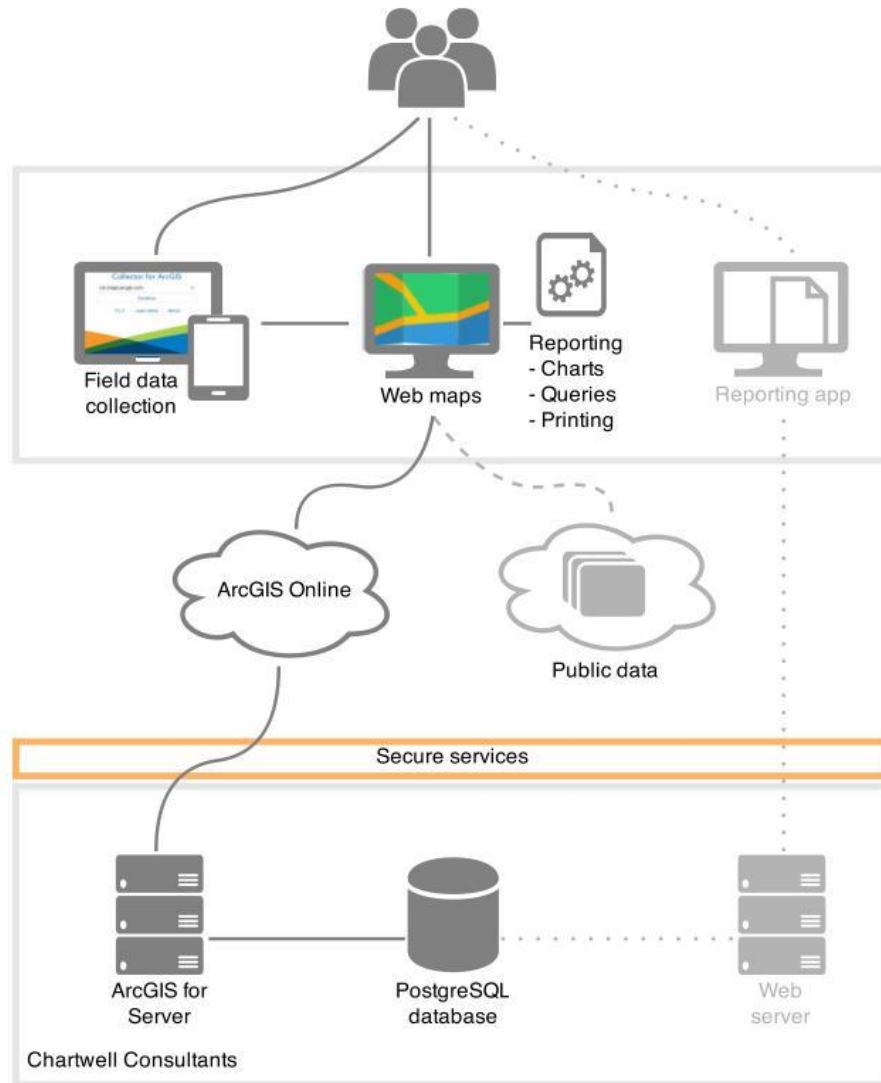 Collector for ArcGIS
Field data
collection
Web maps
Reporting
- Charts
- Queries
- Printing
Reporting app
ArcGIS Online
Public data
Secure services
ArcGIS for
Server
PostgreSQL
database
Web
server
Chartwell Consultants